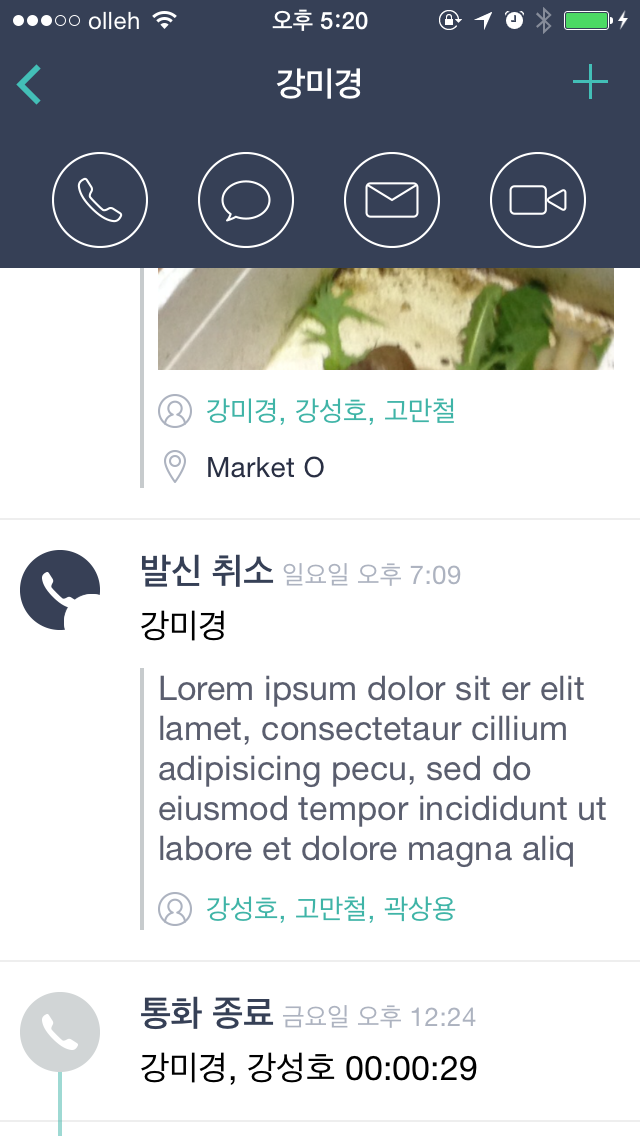 olleh 오후 5:20
강미경
강미경, 강성호, 고만철
Market O
발신 취소 일요일 오후 7:09
강미경
Lorem ipsum dolor sit er elit
lamet, consectetaur cillium
adipisicing pecu, sed do
eiusmod tempor incididunt ut
labore et dolore magna aliq
강성호, 고만철, 곽상용
통화 종료 금요일 오후 12:24
강미경, 강성호 00:00:29